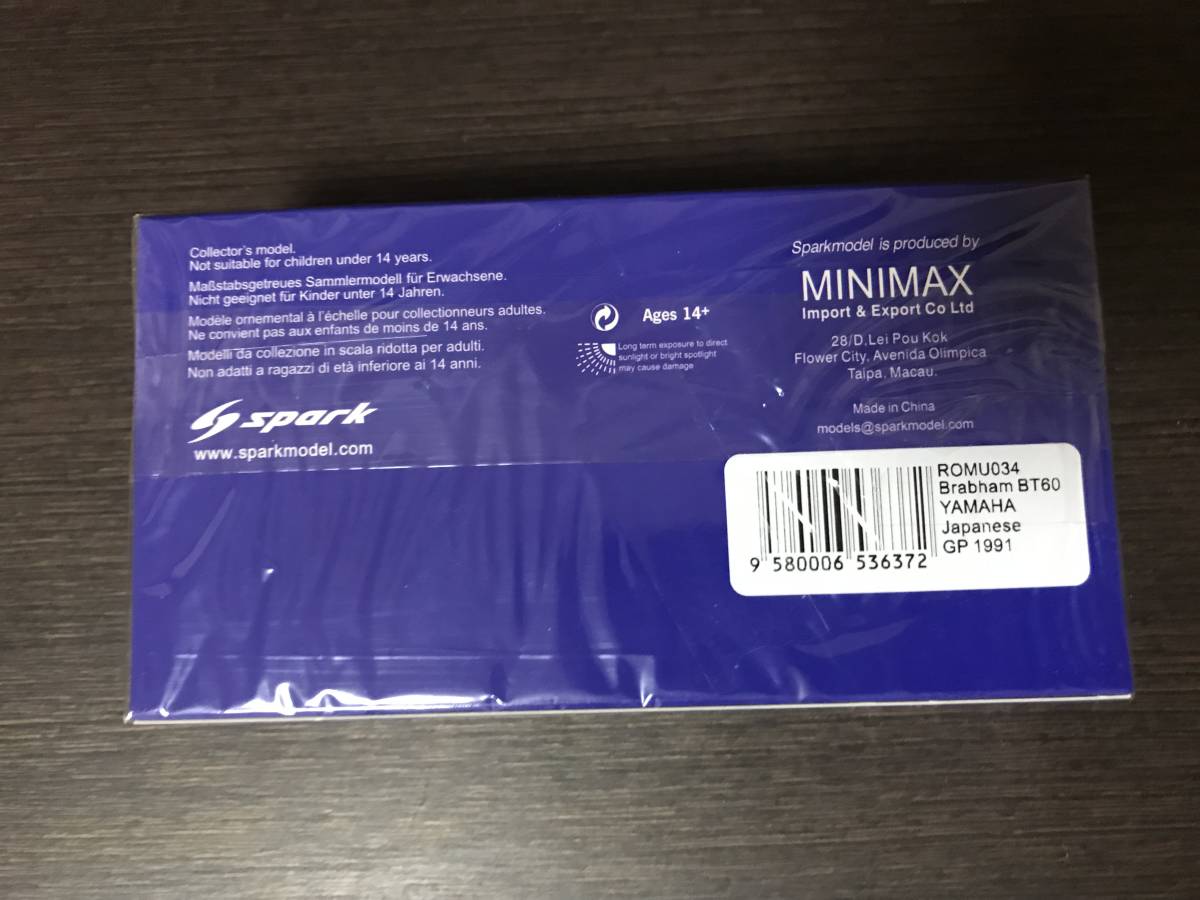 Collector's model.
Not suitable for children under 14 years.
Maßstabsgetreues Sammlermodell für Erwachsene.
Nicht geeignet für Kinder unter 14 Jahren.
Modèle ornemental à l'échelle pour collectionneurs adultes.
Ne convient pas aux enfants de moins de 14 ans.
Modelli da collezione in scala ridotta per adulti.
Non adatti a ragazzi di età inferiore ai 14 anni.
spark
www.sparkmodel.com
Ages 14+
Long term exposure to direct
sunlight or bright spotlight
may cause damage
Sparkmodel is produced by
MINIMAX
Import & Export Co Ltd
28/D.Lei Pou Kok
Flower City, Avenida Olimpica
Taipa, Macau.
Made in China
models@sparkmodel.com
ROMU034
Brabham BT60
YAMAHA
Japanese
GP 1991
9 580006 536372